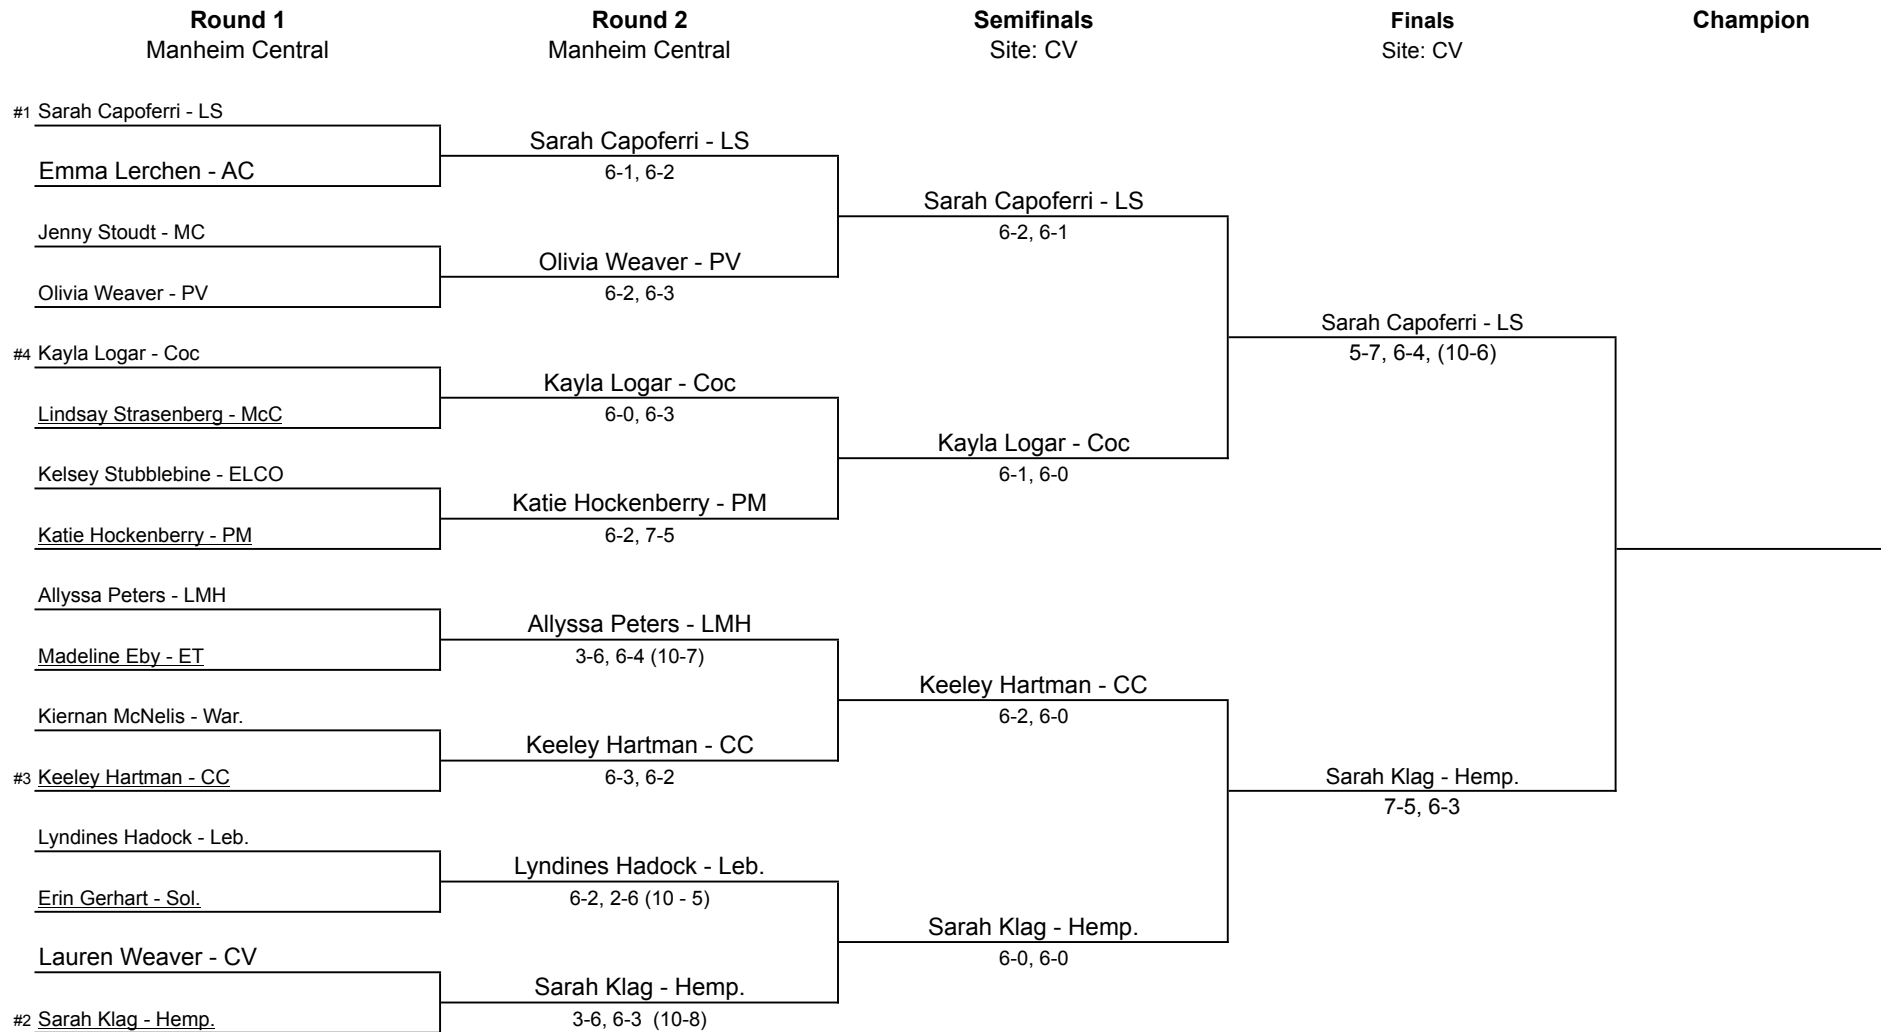 Round 1
Manheim Central
Round 2
Manheim Central
Semifinals
Site: CV
Finals
Site: CV
Champion
#1 Sarah Capoferri - LS
Emma Lerchen - AC
Jenny Stoudt - MC
Olivia Weaver - PV
#4 Kayla Logar - Coc
Lindsay Strasenberg - McC
Kelsey Stubblebine - ELCO
Katie Hockenberry - PM
Allyssa Peters - LMH
Madeline Eby - ET
Kiernan McNelis - War.
#3 Keeley Hartman - CC
Lyndines Hadock - Leb.
Erin Gerhart - Sol.
Lauren Weaver - CV
#2 Sarah Klag - Hemp.
Sarah Capoferri - LS
6-1, 6-2
Olivia Weaver - PV
6-2, 6-3
Kayla Logar - Coc
6-0, 6-3
Katie Hockenberry - PM
6-2, 7-5
Allyssa Peters - LMH
3-6, 6-4 (10-7)
Keeley Hartman - CC
6-3, 6-2
Lyndines Hadock - Leb.
6-2, 2-6 (10 - 5)
Sarah Klag - Hemp.
3-6, 6-3 (10-8)
Sarah Capoferri - LS
6-2, 6-1
Kayla Logar - Coc
6-1, 6-0
Keeley Hartman - CC
6-2, 6-0
Sarah Klag - Hemp.
6-0, 6-0
Sarah Capoferri - LS
5-7, 6-4, (10-6)
Sarah Klag - Hemp.
7-5, 6-3